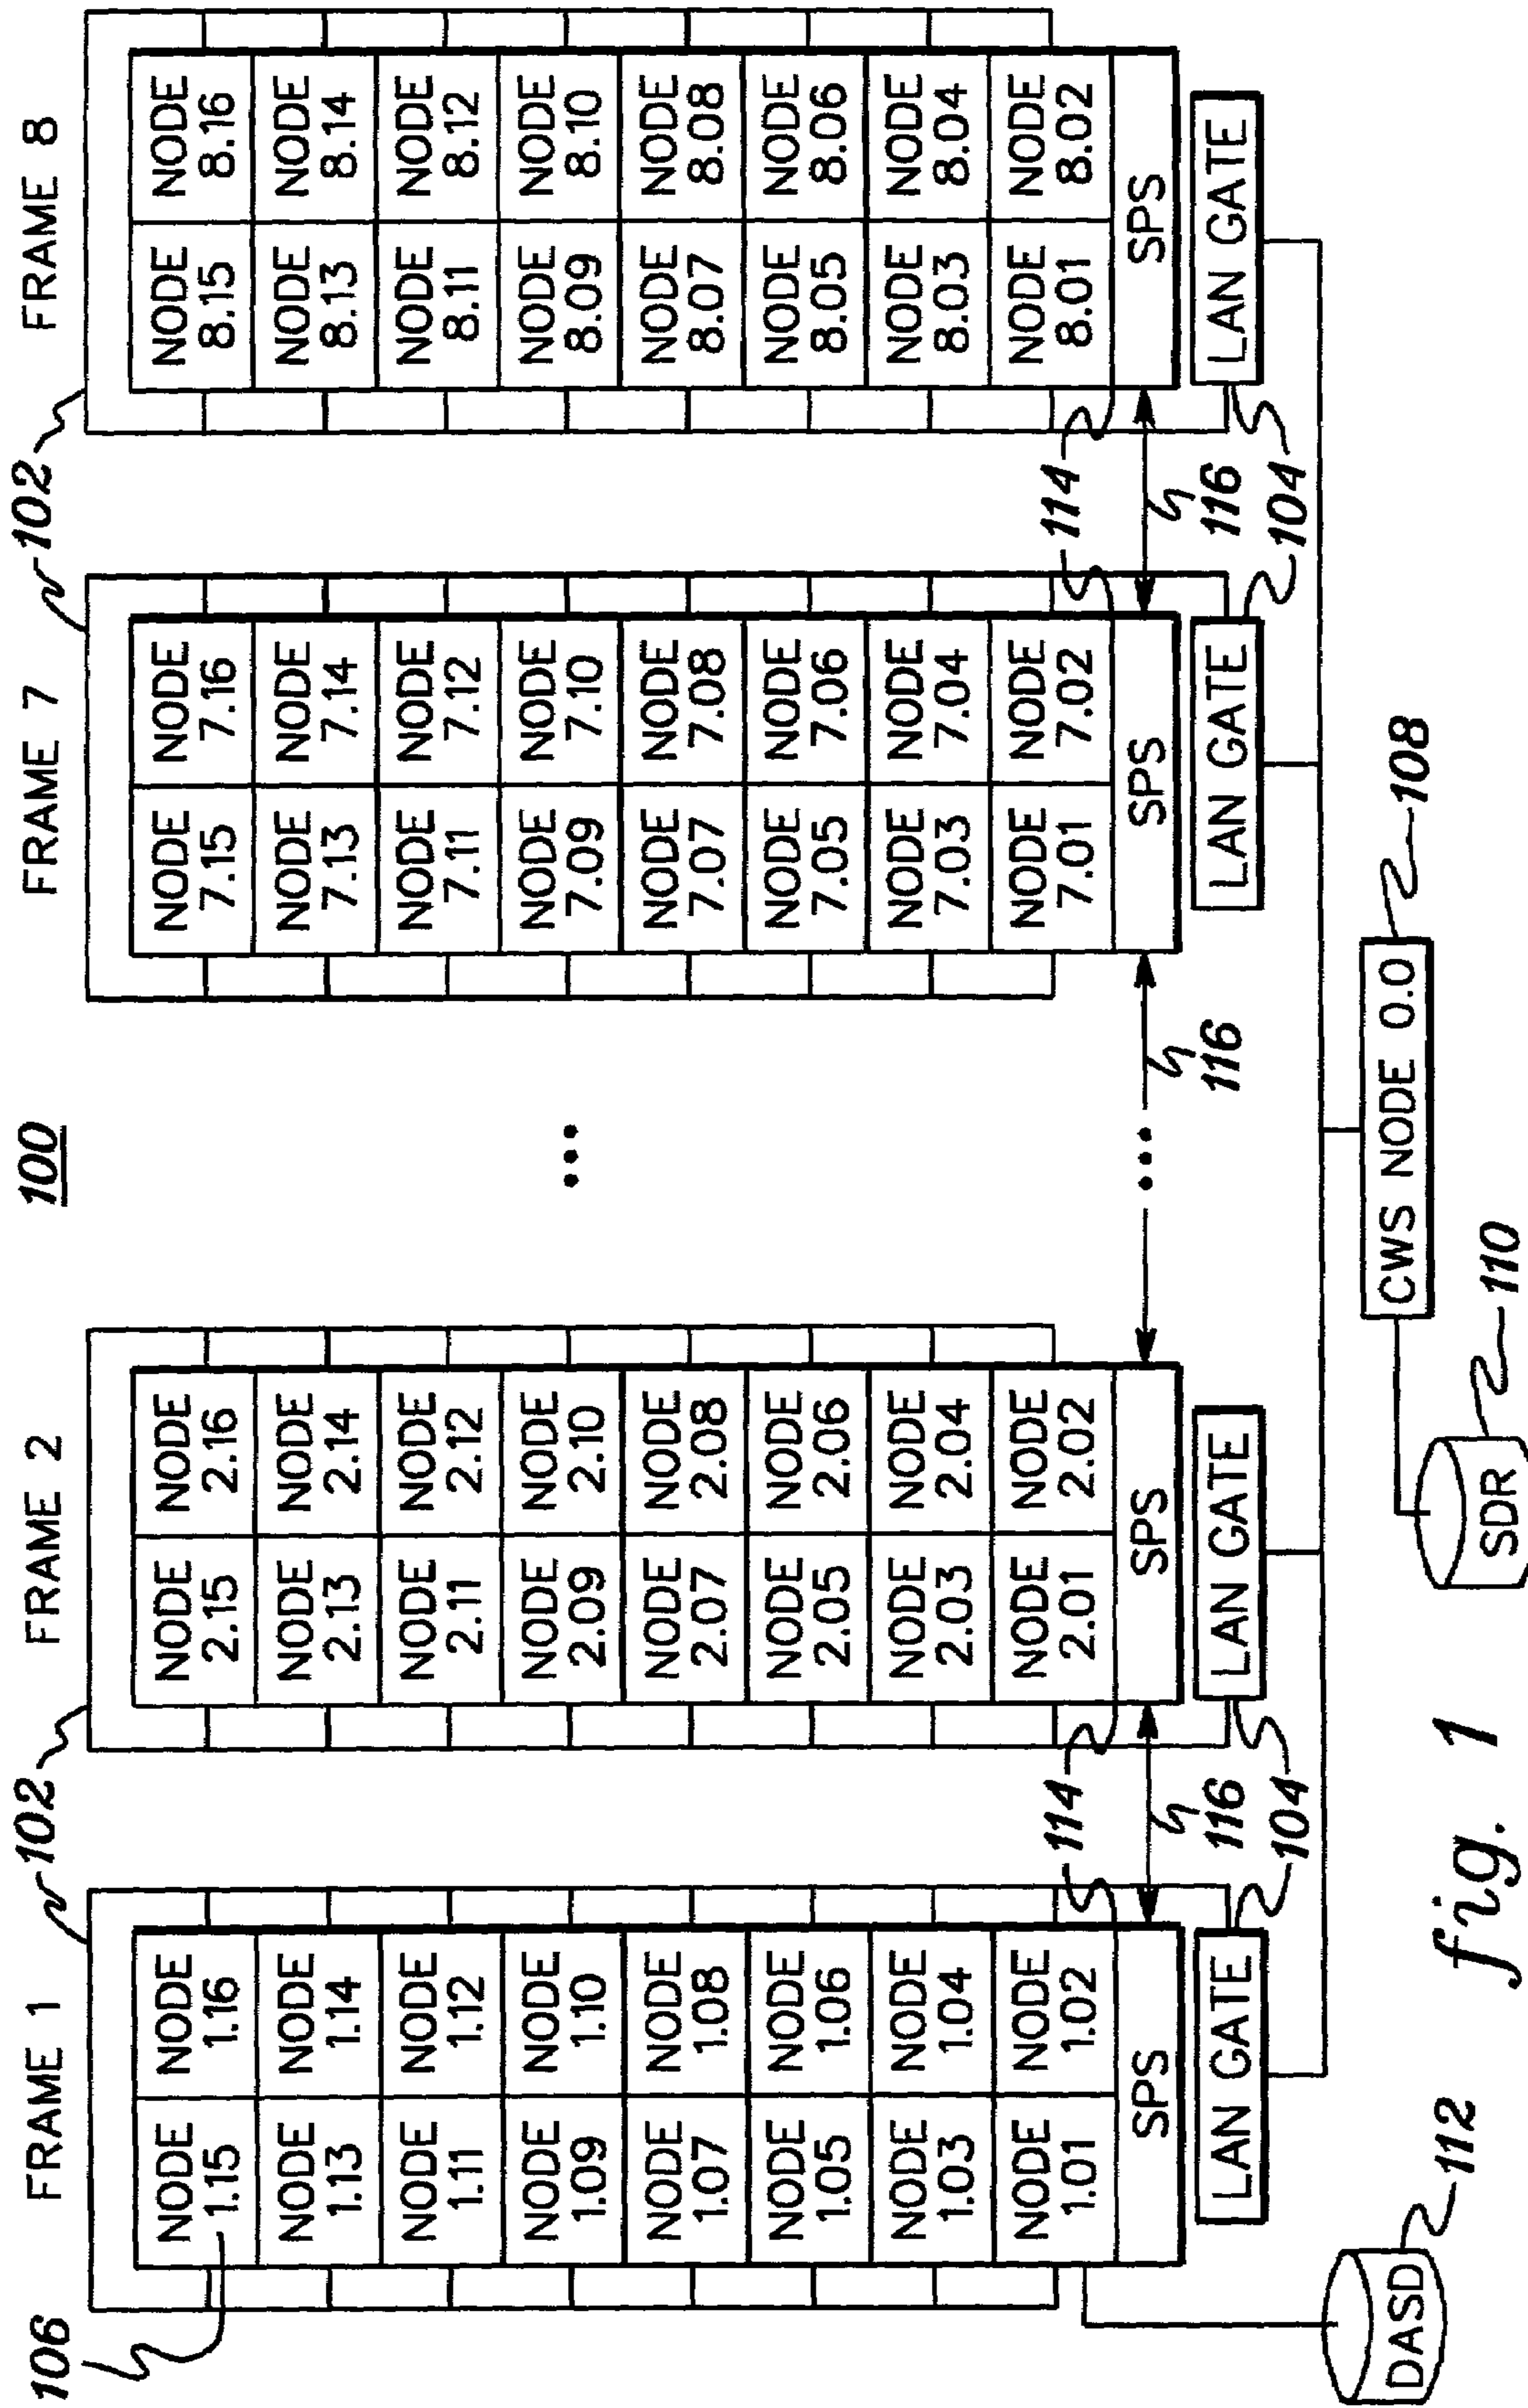 100
FRAME 1
FRAME 2
FRAME 7
FRAME 8
102
102
106
NODE 1.15
NODE 1.16
NODE 1.13
NODE 1.14
NODE 1.11
NODE 1.12
NODE 1.09
NODE 1.10
NODE 1.07
NODE 1.08
NODE 1.05
NODE 1.06
NODE 1.03
NODE 1.04
NODE 1.01
NODE 1.02
SPS
LAN GATE
NODE 2.15
NODE 2.16
NODE 2.13
NODE 2.14
NODE 2.11
NODE 2.12
NODE 2.09
NODE 2.10
NODE 2.07
NODE 2.08
NODE 2.05
NODE 2.06
NODE 2.03
NODE 2.04
NODE 2.01
NODE 2.02
SPS
LAN GATE
...
NODE 7.15
NODE 7.16
NODE 7.13
NODE 7.14
NODE 7.11
NODE 7.12
NODE 7.09
NODE 7.10
NODE 7.07
NODE 7.08
NODE 7.05
NODE 7.06
NODE 7.03
NODE 7.04
NODE 7.01
NODE 7.02
SPS
LAN GATE
NODE 8.15
NODE 8.16
NODE 8.13
NODE 8.14
NODE 8.11
NODE 8.12
NODE 8.09
NODE 8.10
NODE 8.07
NODE 8.08
NODE 8.05
NODE 8.06
NODE 8.03
NODE 8.04
NODE 8.01
NODE 8.02
SPS
LAN GATE
114
114
...
116
116
116
104
104
CWS NODE 0.0
108
SDR
110
DASD
112
fig. 1